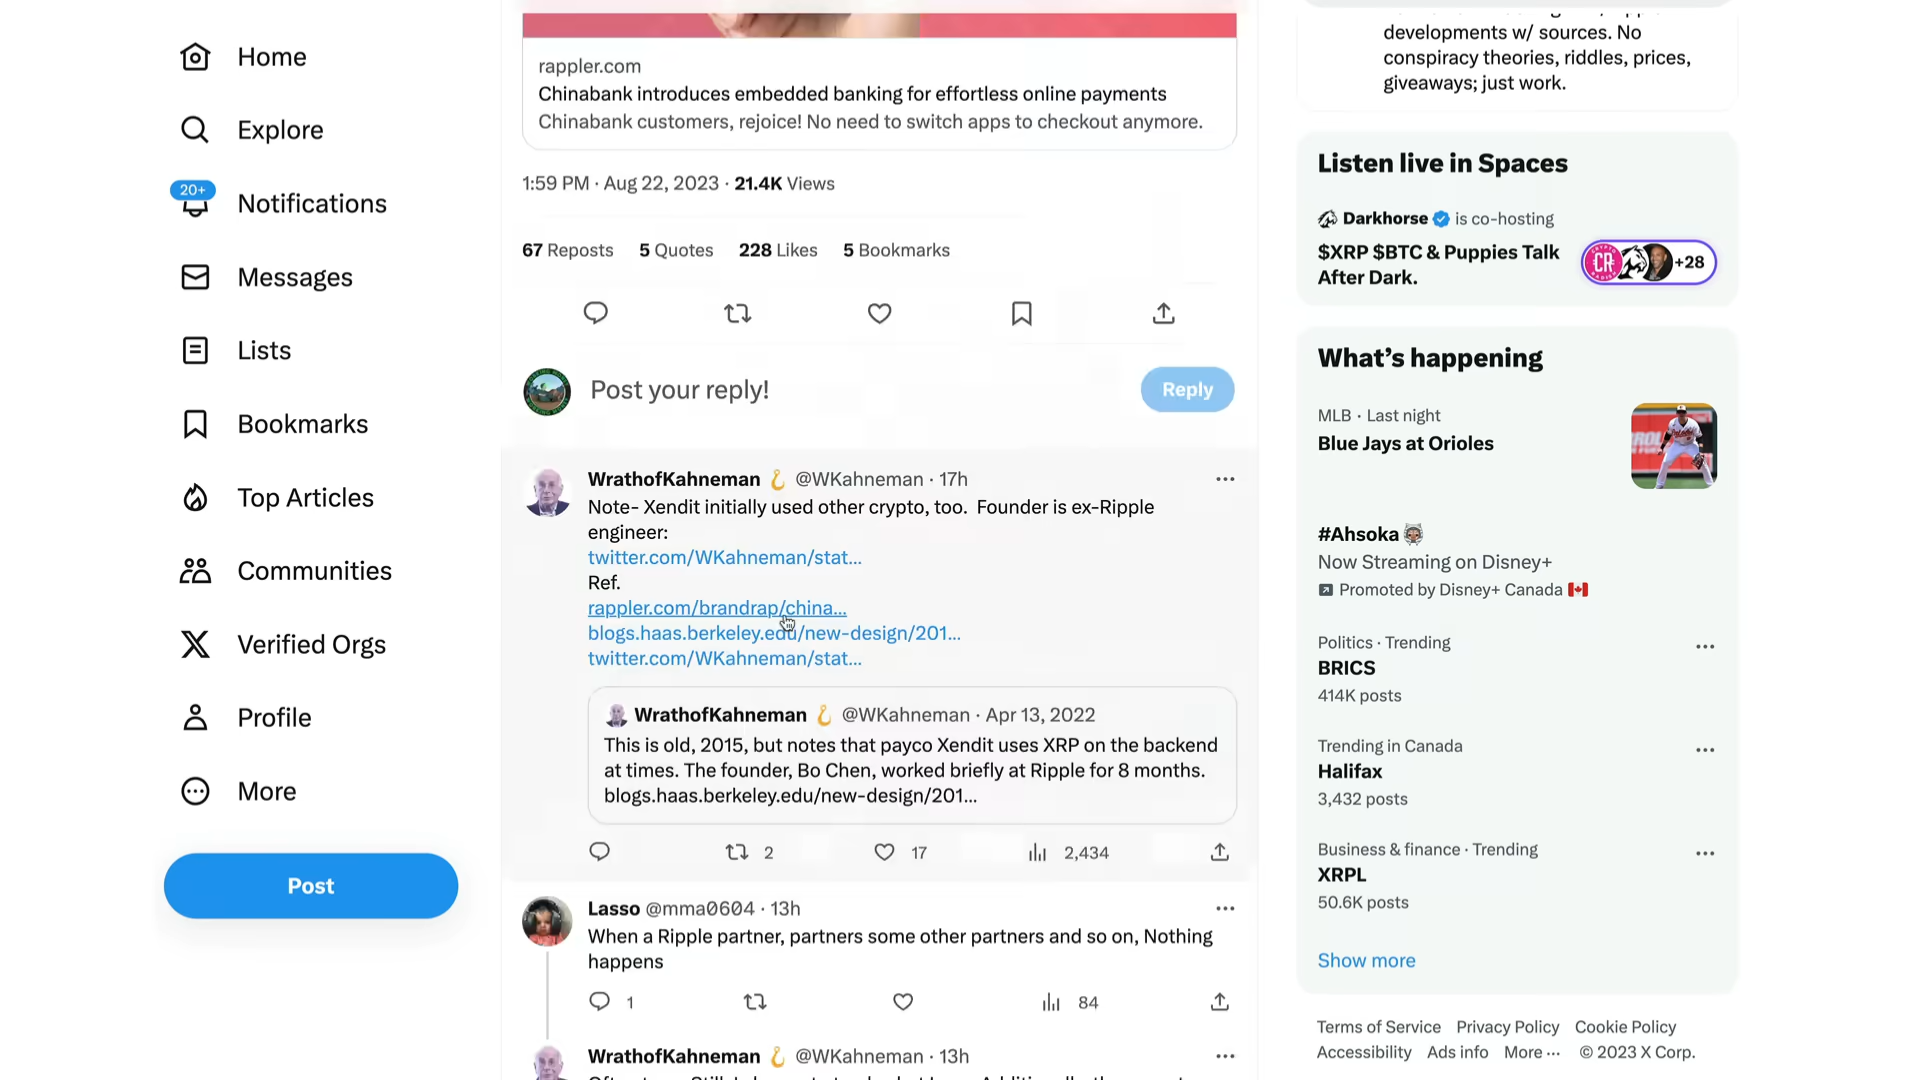 Home
Explore
20+
Notifications
Messages
Lists
Bookmarks
Top Articles
Communities
Verified Orgs
Profile
More
Post
rappler.com
Chinabank introduces embedded banking for effortless online payments
Chinabank customers, rejoice! No need to switch apps to checkout anymore.
1:59 PM · Aug 22, 2023 · 21.4K Views
67 Reposts 5 Quotes 228 Likes 5 Bookmarks
Post your reply!
Reply
WrathofKahneman @WKahneman · 17h
Note- Xendit initially used other crypto, too. Founder is ex-Ripple
engineer:
twitter.com/WKahneman/stat...
Ref.
rappler.com/brandrap/china...
blogs.haas.berkeley.edu/new-design/201...
twitter.com/WKahneman/stat...
WrathofKahneman @WKahneman · Apr 13, 2022
This is old, 2015, but notes that payco Xendit uses XRP on the backend
at times. The founder, Bo Chen, worked briefly at Ripple for 8 months.
blogs.haas.berkeley.edu/new-design/201...
2 17 2,434
Lasso @mma0604 · 13h
When a Ripple partner, partners some other partners and so on, Nothing
happens
1 84
WrathofKahneman @WKahneman · 13h
developments w/ sources. No
conspiracy theories, riddles, prices,
giveaways; just work.
Listen live in Spaces
Darkhorse is co-hosting
$XRP $BTC & Puppies Talk
After Dark.
CR
+28
What's happening
MLB · Last night
Blue Jays at Orioles
#Ahsoka
Now Streaming on Disney+
Promoted by Disney+ Canada
Politics · Trending
BRICS
414K posts
Trending in Canada
Halifax
3,432 posts
Business & finance · Trending
XRPL
50.6K posts
Show more
Terms of Service Privacy Policy Cookie Policy
Accessibility Ads info More ··· © 2023 X Corp.